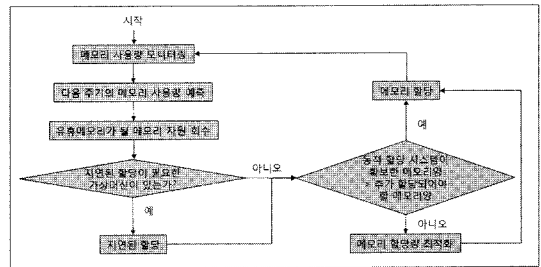 시작
메모리 사용량 모니터링
다음 주기의 메모리 사용량 예측
유휴메모리가 될 메모리 자원 회수
지연된 할당이 필요한
가상머신이 있는가?
아니오
예
지연된 할당
메모리 할당
예
동적 할당 시스템이
확보한 메모리양
추가 할당되어야
할 메모리양
아니오
메모리 할당량 최적화